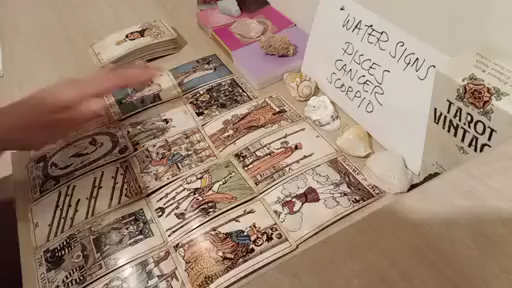 *WATER SIGNS
PISCES
CANCER
SCORPIO
TAROT
VINTAG